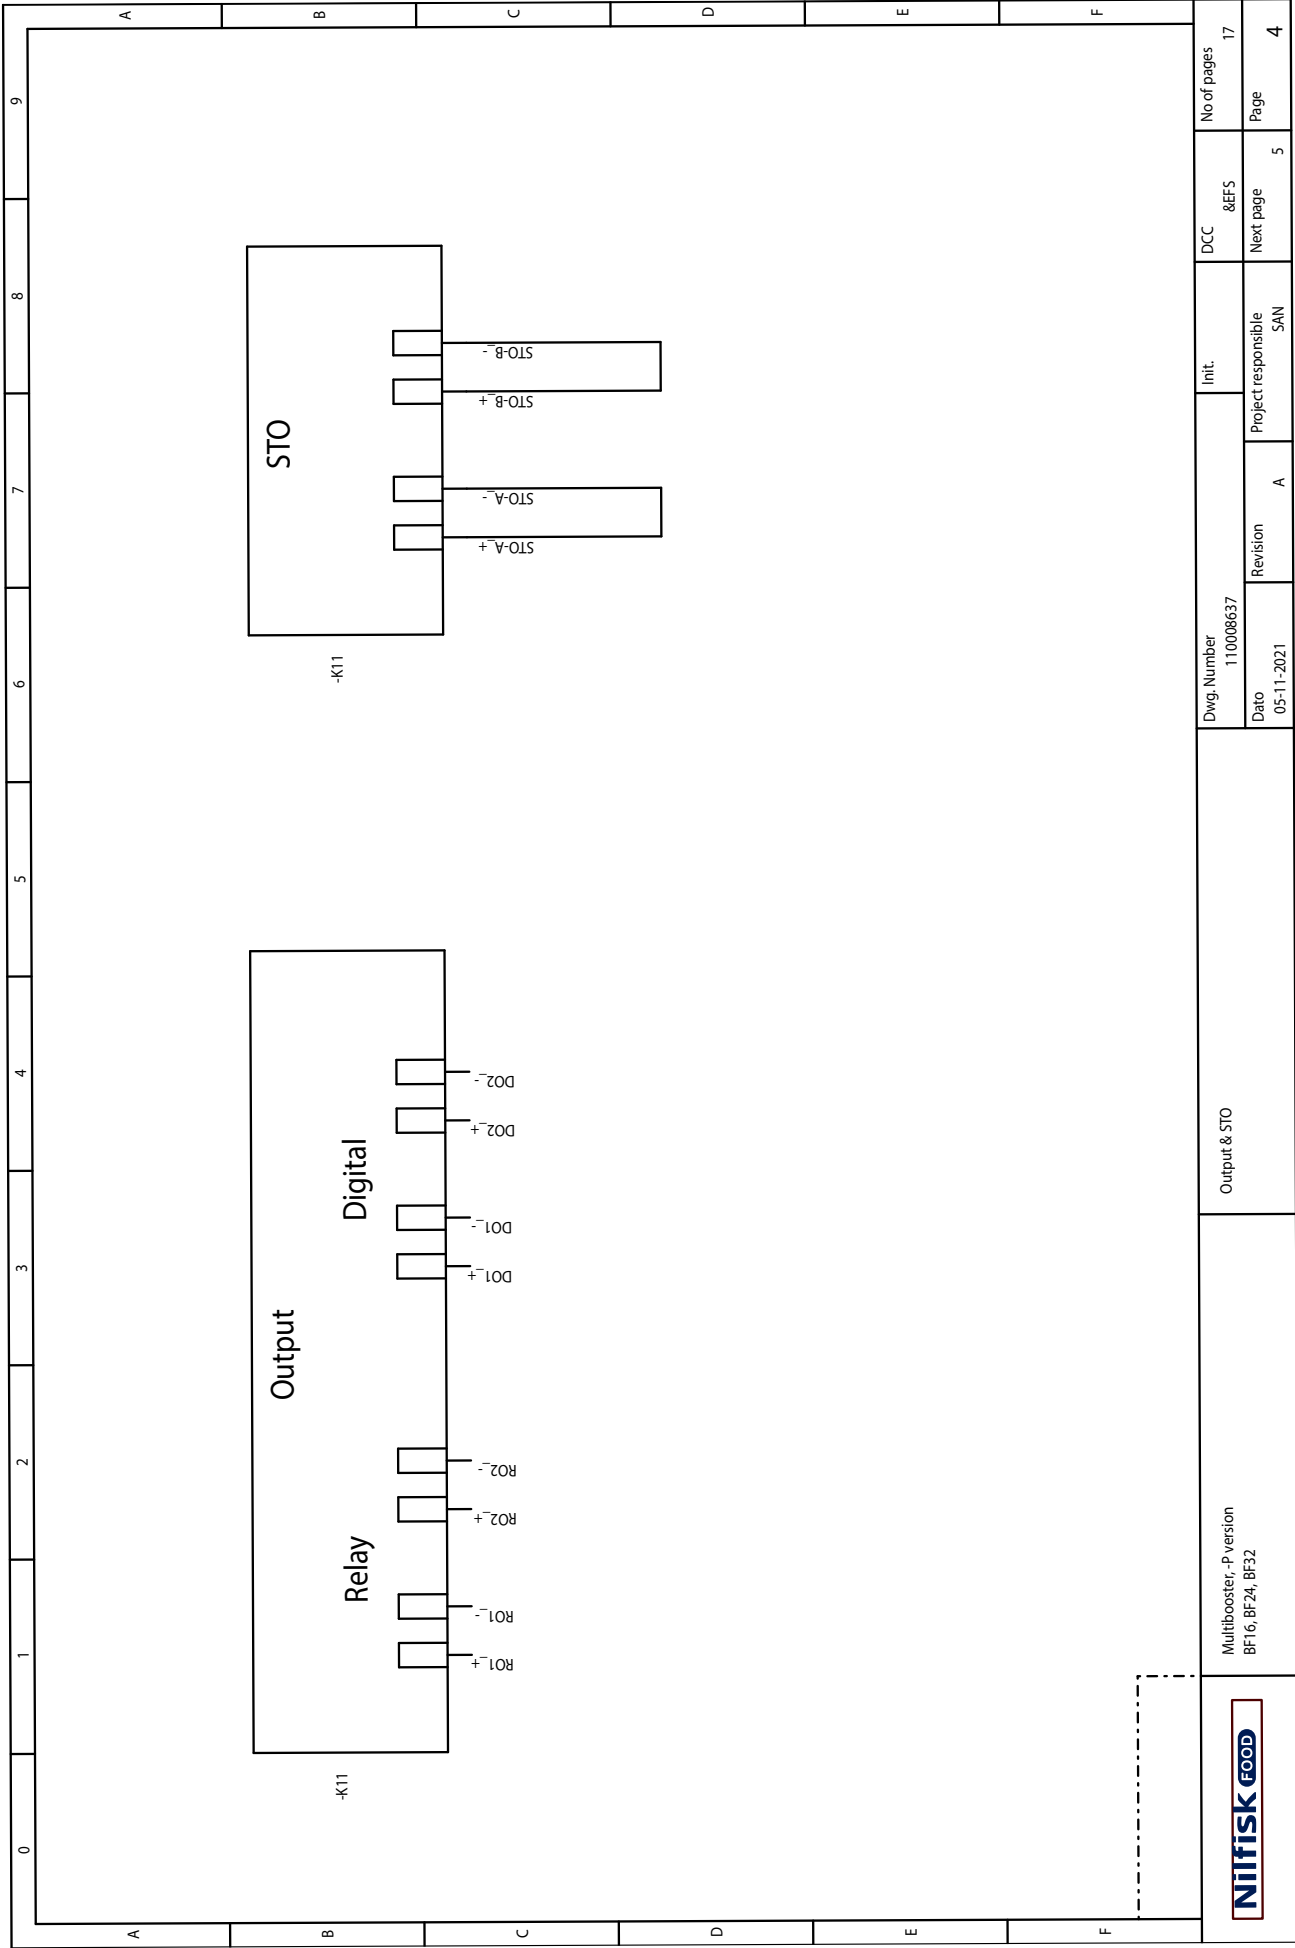 0 1 2 3 4 5 6 7 8 9
A
A
B
B
C
C
D
D
E
E
F
F
Output
STO
-K11
-K11
Relay
Digital
RO1_+
RO1_-
RO2_+
RO2_-
DO1_+
DO1_-
DO2_+
DO2_-
STO-A_+
STO-A_-
STO-B_+
STO-B_-
Nilfisk FOOD
Multibooster, -P version
BF16, BF24, BF32
Output & STO
Dwg. Number
110008637
Init.
DCC
&EFS
No of pages
17
Dato
05-11-2021
Revision
A
Project responsible
SAN
Next page
5
Page
4